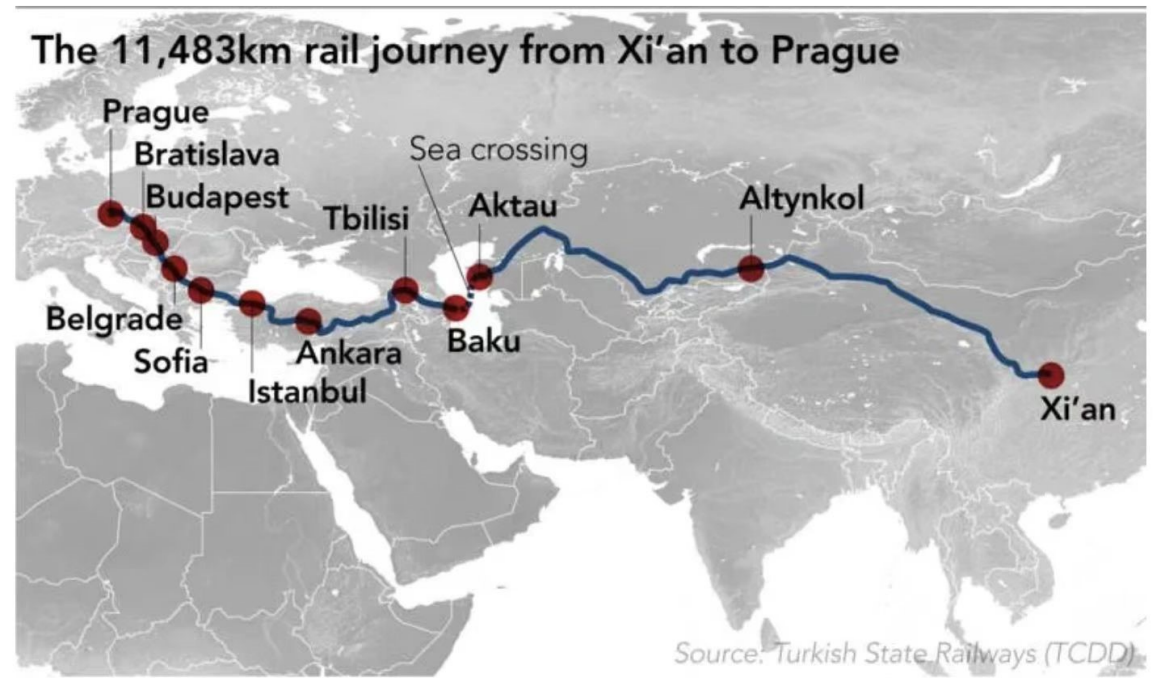 The 11,483km rail journey from Xi’an to Prague
Prague
Bratislava
Budapest
Sea crossing
Tbilisi
Aktau
Altynkol
Belgrade
Sofia
Istanbul
Ankara
Baku
Xi’an
Source: Turkish State Railways (TCDD)